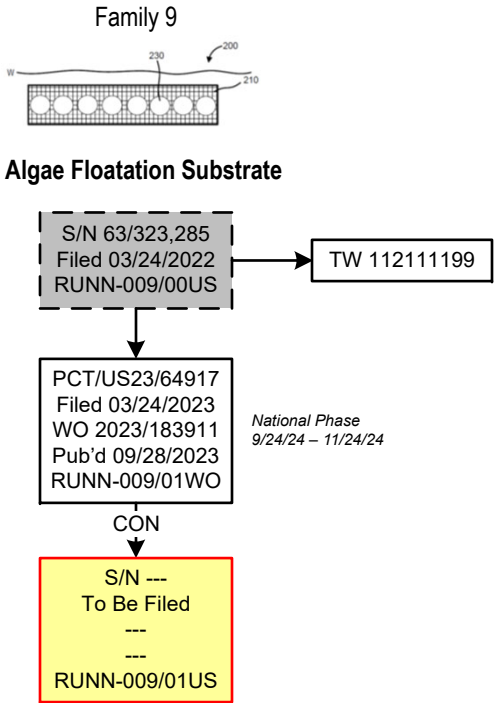 Family 9
200
230
W
210
Algae Floatation Substrate
S/N 63/323,285
Filed 03/24/2022
RUNN-009/00US
TW 112111199
PCT/US23/64917
Filed 03/24/2023
WO 2023/183911
Pub'd 09/28/2023
RUNN-009/01WO
National Phase
9/24/24 – 11/24/24
CON
S/N ---
To Be Filed
---
---
RUNN-009/01US